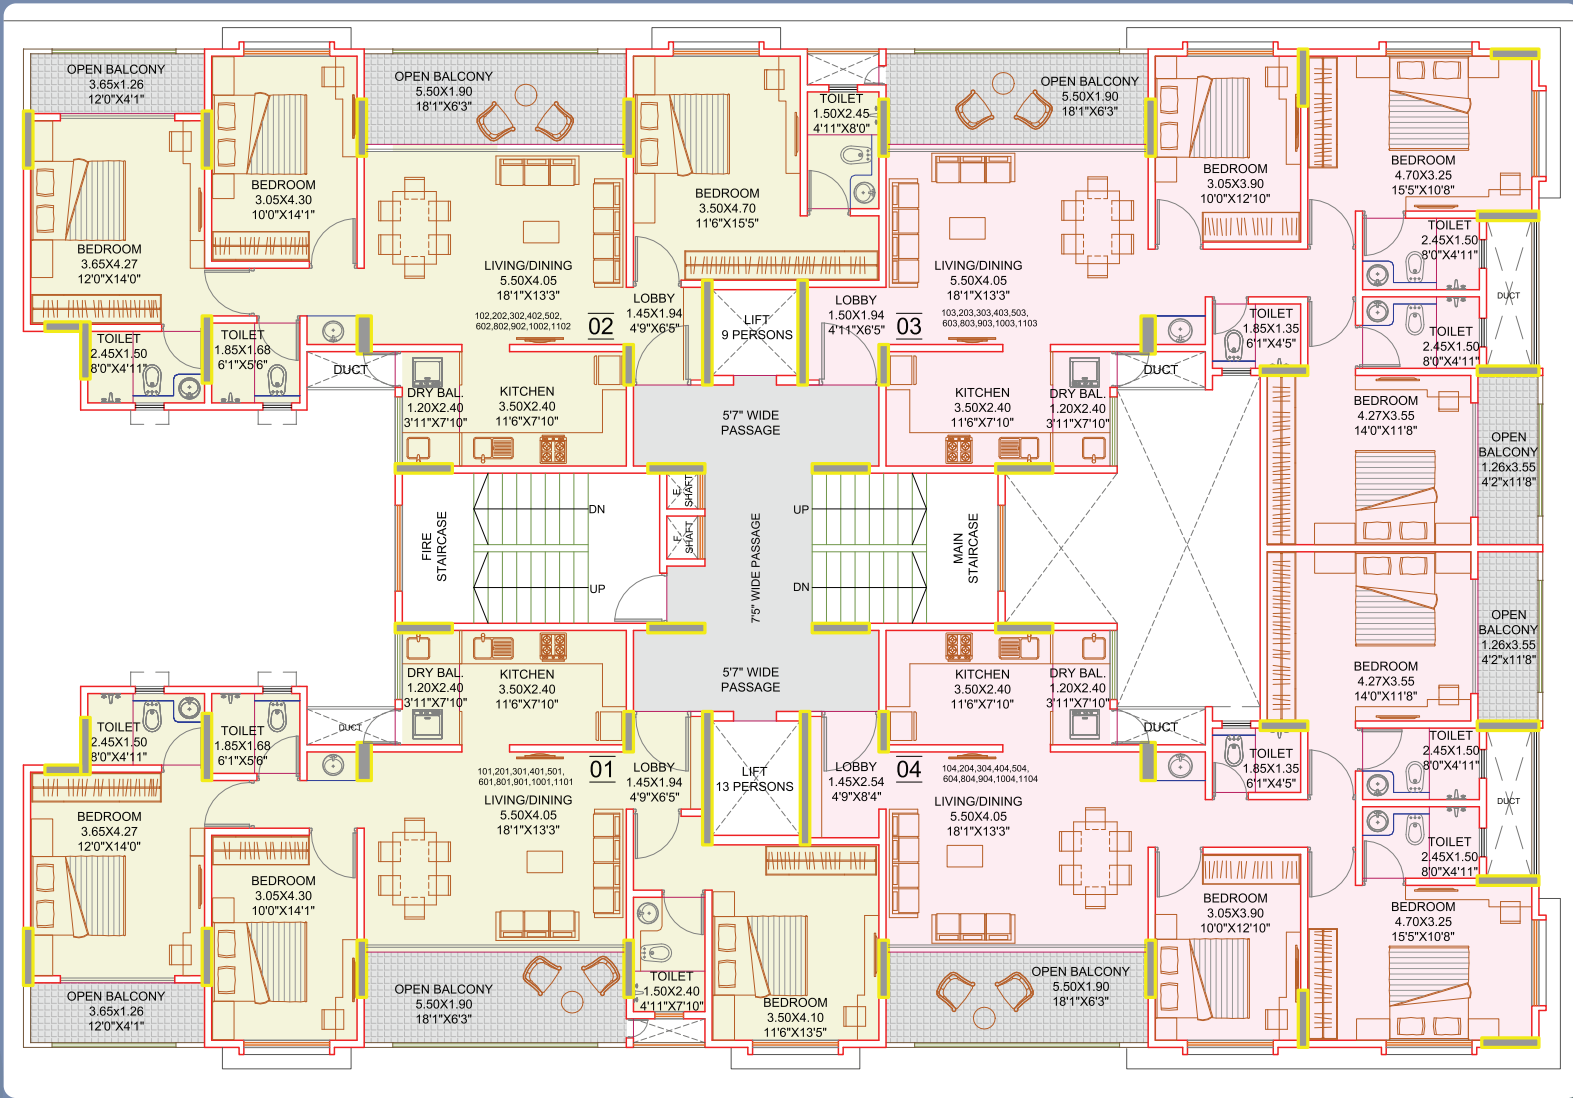 OPEN BALCONY
3.65x1.26
12'0"X4'1"
BEDROOM
3.05X4.30
10'0"X14'1"
OPEN BALCONY
5.50X1.90
18'1"X6'3"
BEDROOM
3.50X4.70
11'6"X15'5"
TOILET
1.50X2.45
4'11"X8'0"
OPEN BALCONY
5.50X1.90
18'1"X6'3"
BEDROOM
3.05X3.90
10'0"X12'10"
BEDROOM
4.70X3.25
15'5"X10'8"
BEDROOM
3.65X4.27
12'0"X14'0"
LIVING/DINING
5.50X4.05
18'1"X13'3"
102,202,302,402,502,
602,802,902,1002,1102
02
LOBBY
1.45X1.94
4'9"X6'5"
LIFT
9 PERSONS
LOBBY
1.50X1.94
4'11"X6'5"
03
LIVING/DINING
5.50X4.05
18'1"X13'3"
103,203,303,403,503,
603,803,903,1003,1103
TOILET
2.45X1.50
8'0"X4'11"
DUCT
TOILET
2.45X1.50
8'0"X4'11"
TOILET
1.85X1.35
6'1"X4'5"
TOILET
2.45X1.50
8'0"X4'11"
TOILET
1.85X1.68
6'1"X5'6"
DUCT
DRY BAL.
1.20X2.40
3'11"X7'10"
KITCHEN
3.50X2.40
11'6"X7'10"
5'7" WIDE
PASSAGE
KITCHEN
3.50X2.40
11'6"X7'10"
DRY BAL.
1.20X2.40
3'11"X7'10"
DUCT
BEDROOM
4.27X3.55
14'0"X11'8"
OPEN
BALCONY
1.26x3.55
4'2"x11'8"
FIRE
STAIRCASE
DN
UP
E.
SHAFT
F.
SHAFT
7'5" WIDE PASSAGE
UP
DN
MAIN
STAIRCASE
OPEN
BALCONY
1.26x3.55
4'2"x11'8"
BEDROOM
4.27X3.55
14'0"X11'8"
DRY BAL.
1.20X2.40
3'11"X7'10"
KITCHEN
3.50X2.40
11'6"X7'10"
5'7" WIDE
PASSAGE
KITCHEN
3.50X2.40
11'6"X7'10"
DRY BAL.
1.20X2.40
3'11"X7'10"
TOILET
2.45X1.50
8'0"X4'11"
TOILET
1.85X1.68
6'1"X5'6"
DUCT
DUCT
TOILET
1.85X1.35
6'1"X4'5"
TOILET
2.45X1.50
8'0"X4'11"
DUCT
TOILET
2.45X1.50
8'0"X4'11"
101,201,301,401,501,
601,801,901,1001,1101
01
LIVING/DINING
5.50X4.05
18'1"X13'3"
LOBBY
1.45X1.94
4'9"X6'5"
LIFT
13 PERSONS
LOBBY
1.45X2.54
4'9"X8'4"
04
104,204,304,404,504,
604,804,904,1004,1104
LIVING/DINING
5.50X4.05
18'1"X13'3"
BEDROOM
3.65X4.27
12'0"X14'0"
BEDROOM
3.05X4.30
10'0"X14'1"
BEDROOM
3.05X3.90
10'0"X12'10"
BEDROOM
4.70X3.25
15'5"X10'8"
OPEN BALCONY
3.65x1.26
12'0"X4'1"
OPEN BALCONY
5.50X1.90
18'1"X6'3"
TOILET
1.50X2.40
4'11"X7'10"
BEDROOM
3.50X4.10
11'6"X13'5"
OPEN BALCONY
5.50X1.90
18'1"X6'3"